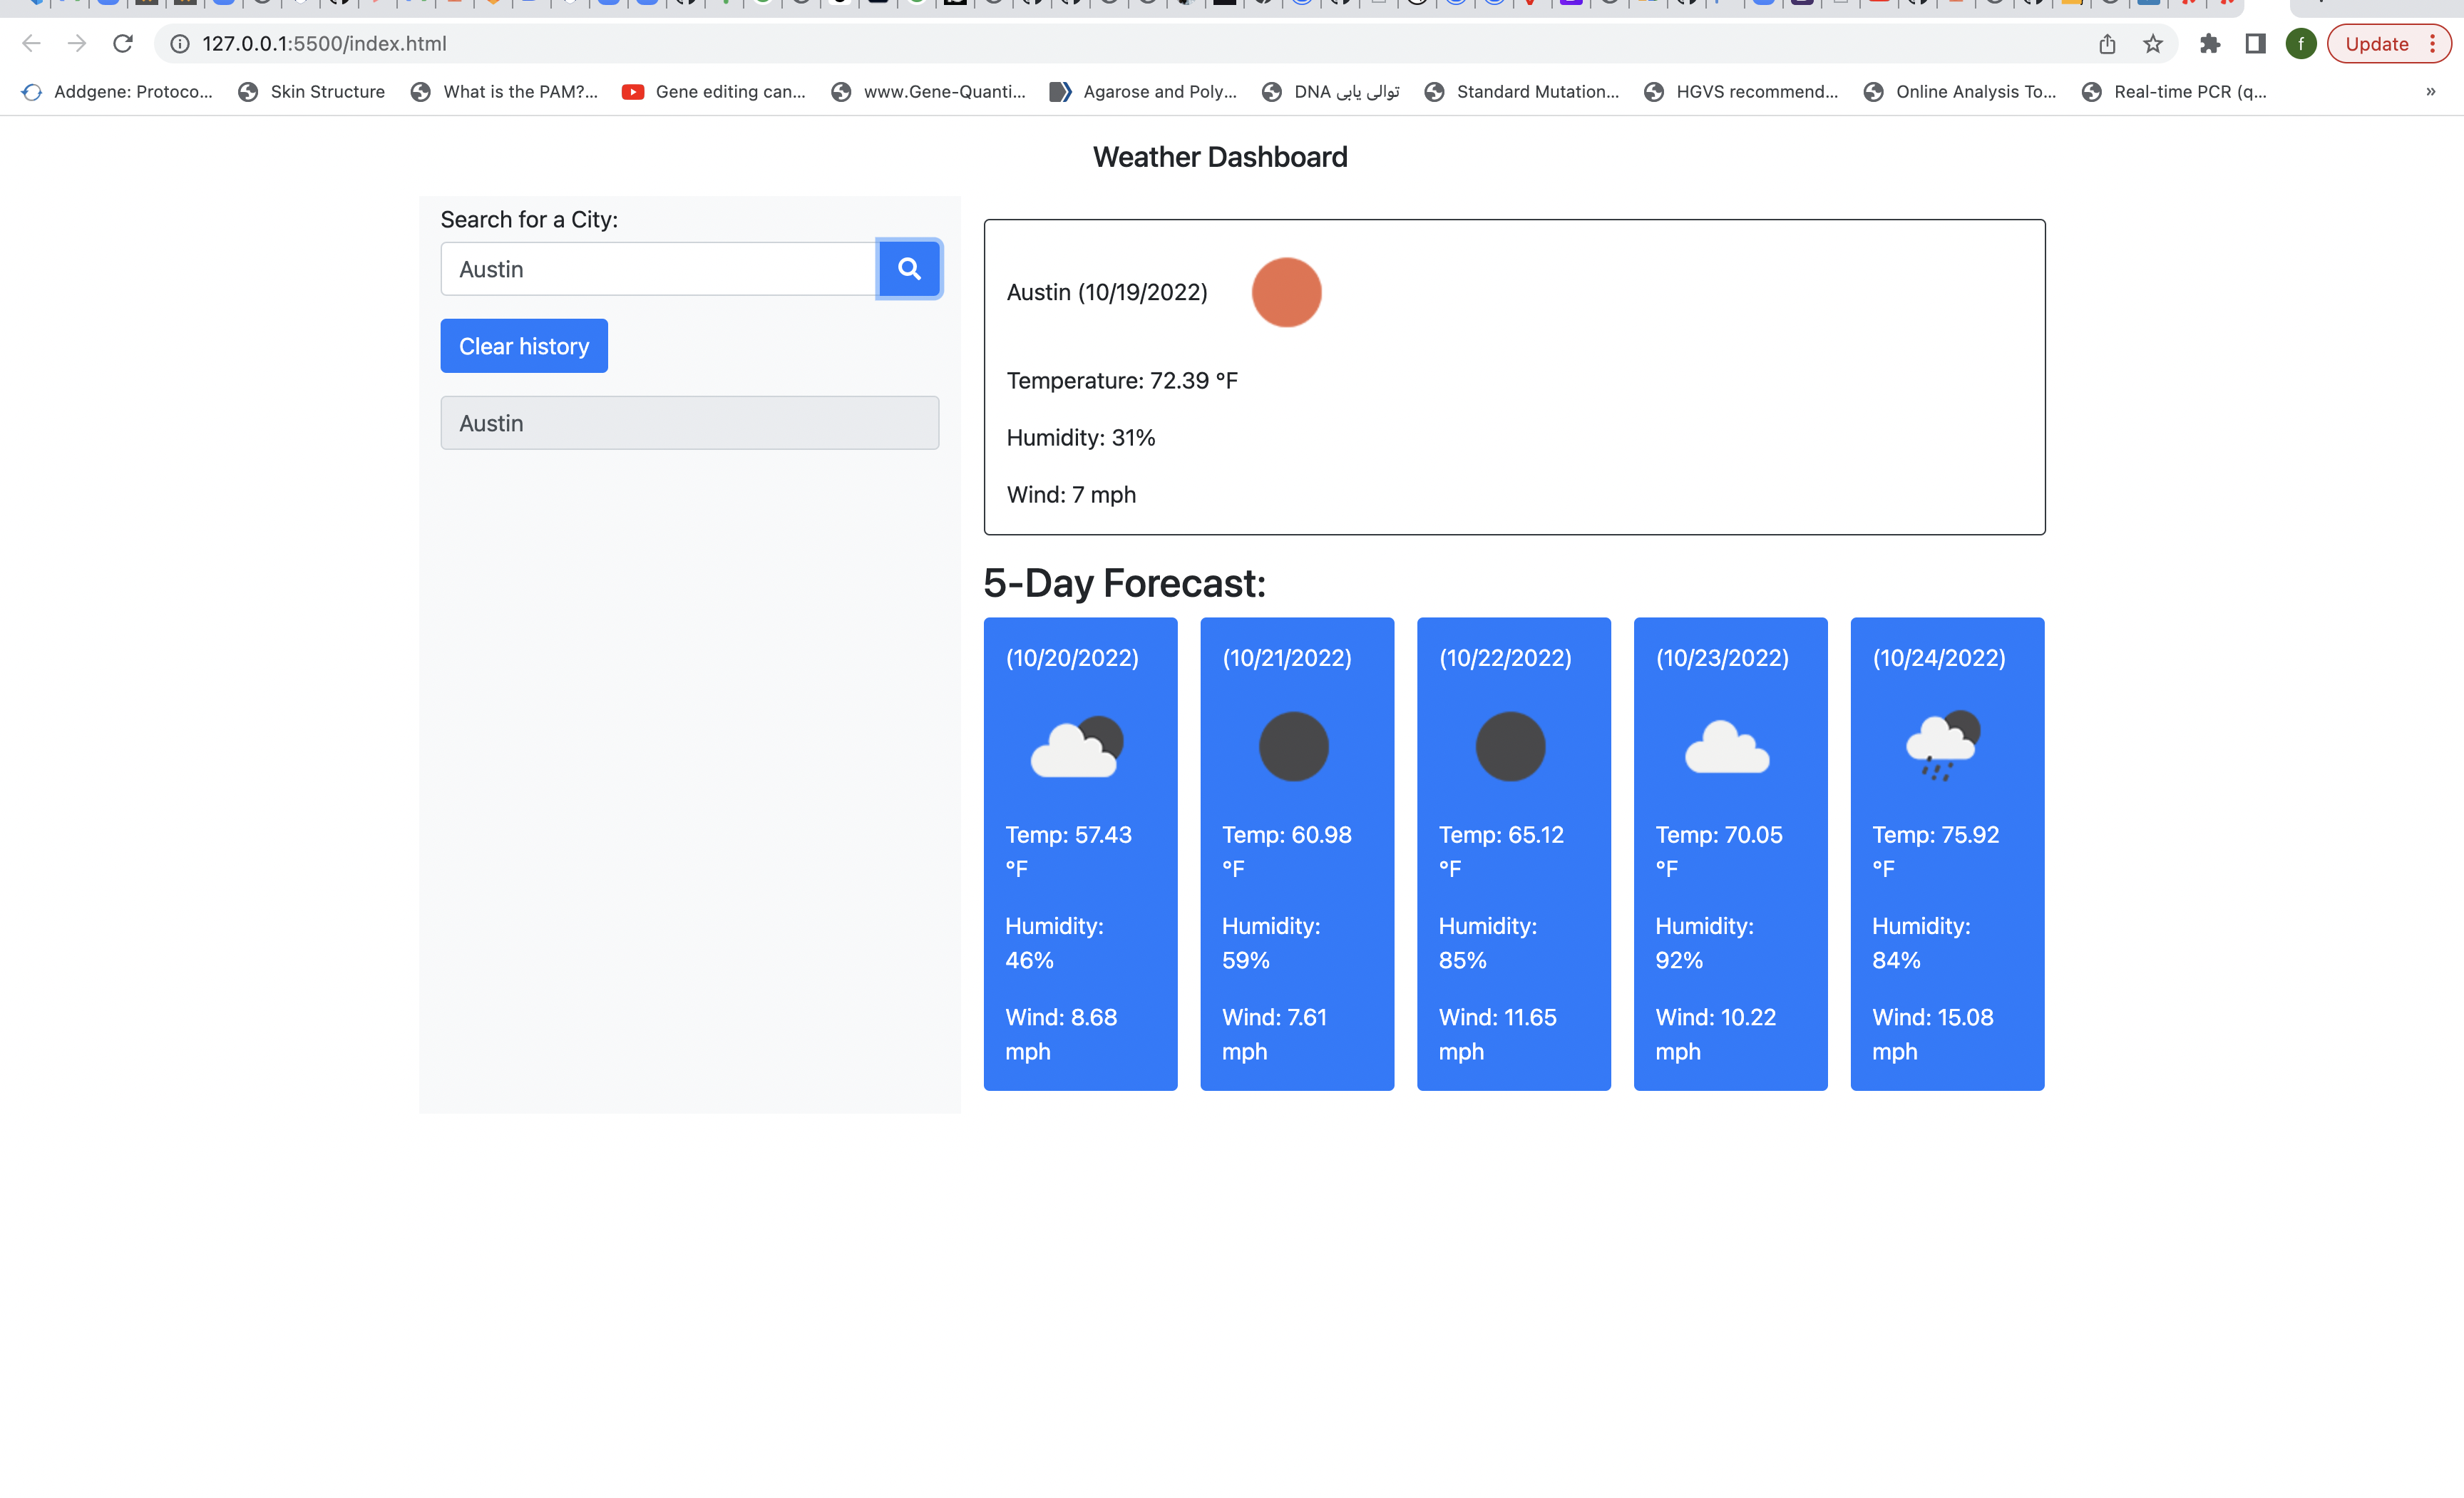 127.0.0.1:5500/index.html
f
Update
Addgene: Protoco...
Skin Structure
What is the PAM?...
Gene editing can...
www.Gene-Quanti...
Agarose and Poly...
توالی یابی DNA
Standard Mutation...
HGVS recommend...
Online Analysis To...
Real-time PCR (q...
»
Weather Dashboard
Search for a City:
Austin
Clear history
Austin
Austin (10/19/2022)
Temperature: 72.39 °F
Humidity: 31%
Wind: 7 mph
5-Day Forecast:
(10/20/2022)
Temp: 57.43
°F
Humidity:
46%
Wind: 8.68
mph
(10/21/2022)
Temp: 60.98
°F
Humidity:
59%
Wind: 7.61
mph
(10/22/2022)
Temp: 65.12
°F
Humidity:
85%
Wind: 11.65
mph
(10/23/2022)
Temp: 70.05
°F
Humidity:
92%
Wind: 10.22
mph
(10/24/2022)
Temp: 75.92
°F
Humidity:
84%
Wind: 15.08
mph